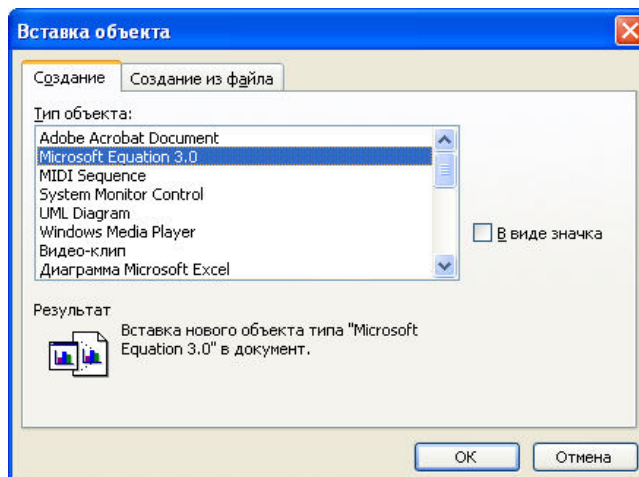 Вставка объекта
Создание
Создание из файла
Тип объекта:
Adobe Acrobat Document
Microsoft Equation 3.0
MIDI Sequence
System Monitor Control
UML Diagram
Windows Media Player
Видео-клип
Диаграмма Microsoft Excel
В виде значка
Результат
Вставка нового объекта типа "Microsoft
Equation 3.0" в документ.
ОК
Отмена